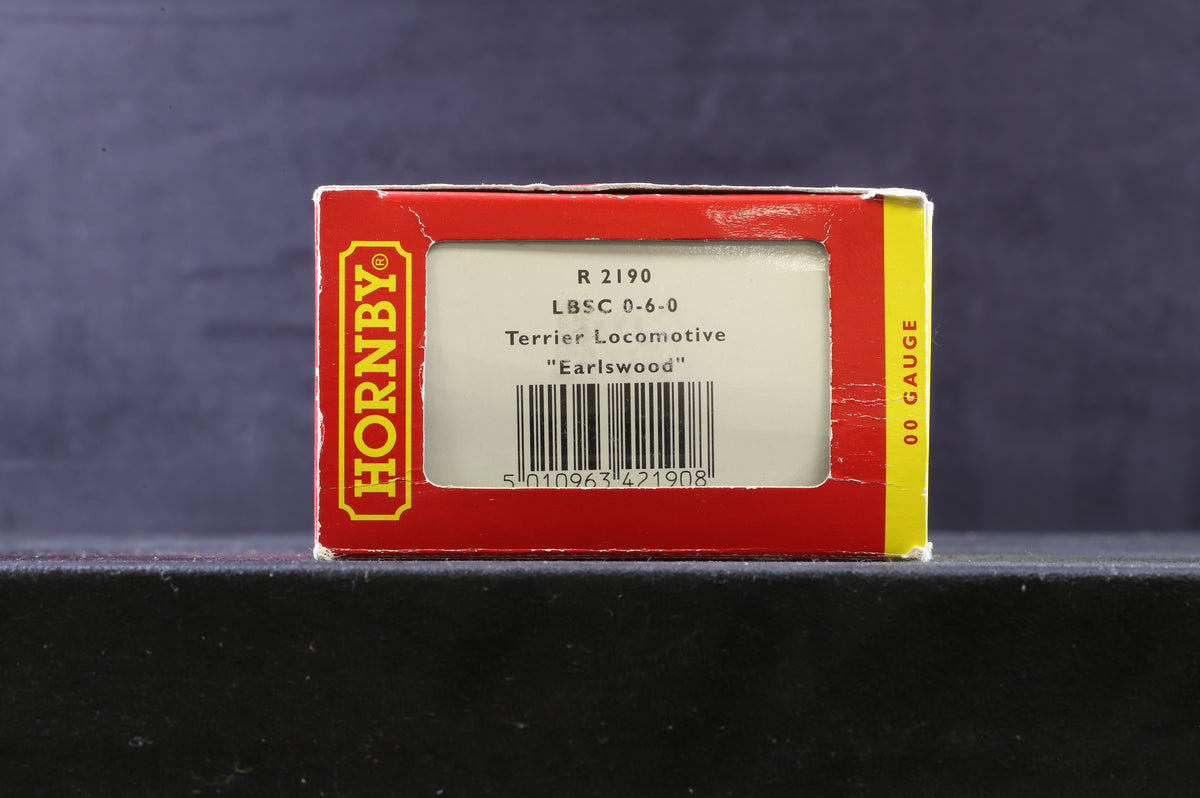 HORNBY®
R 2190
LBSC 0-6-0
Terrier Locomotive
"Earlswood"
5 010963 421908
00 GAUGE